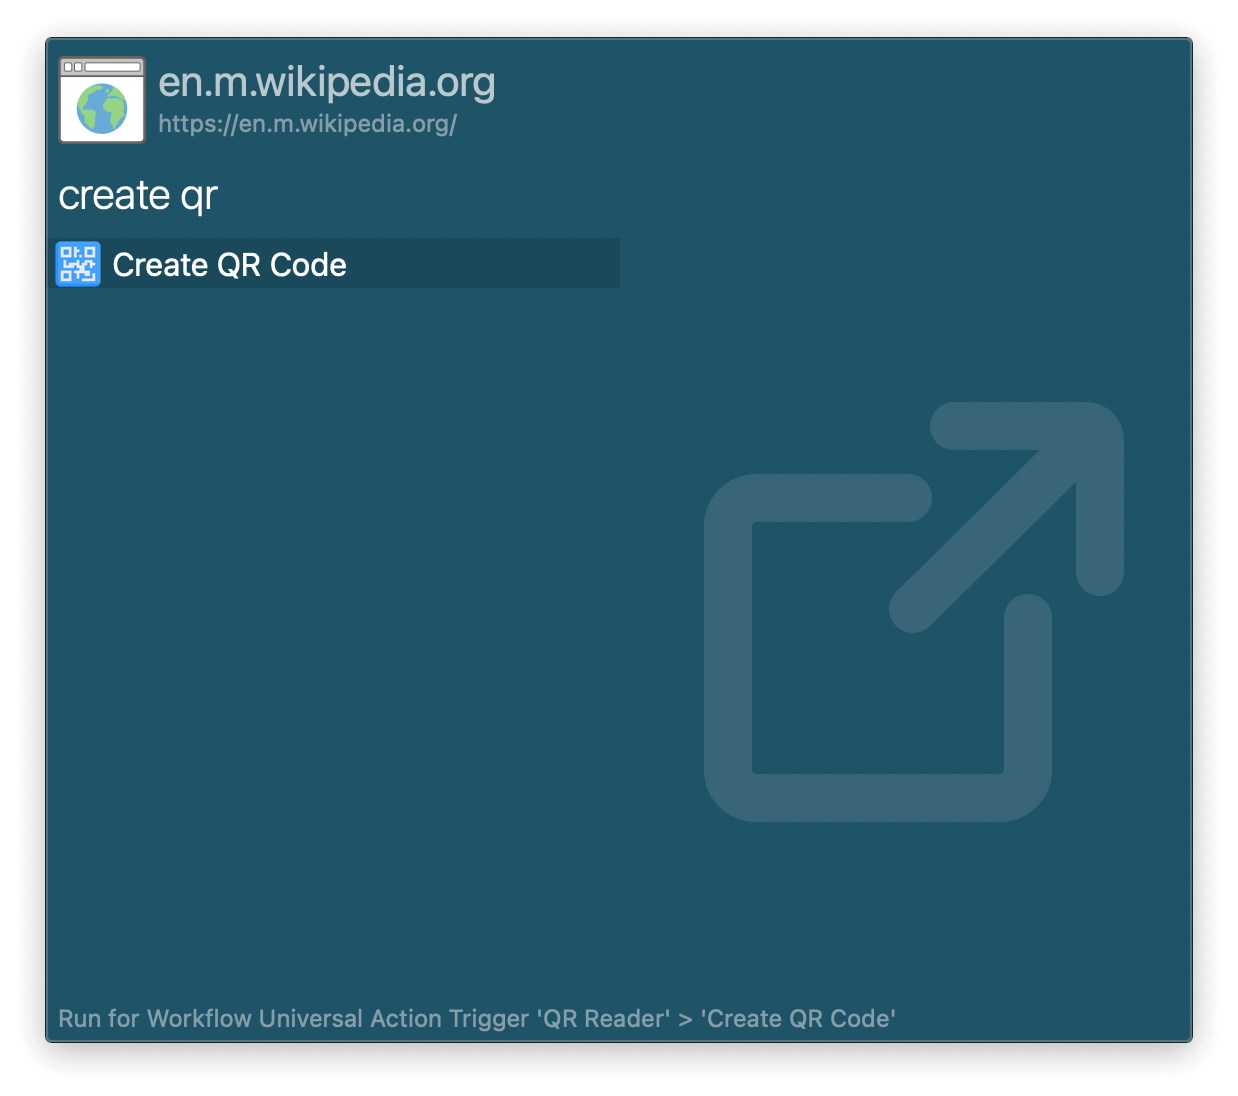 en.m.wikipedia.org
https://en.m.wikipedia.org/
create qr
Create QR Code
Run for Workflow Universal Action Trigger 'QR Reader' > 'Create QR Code'